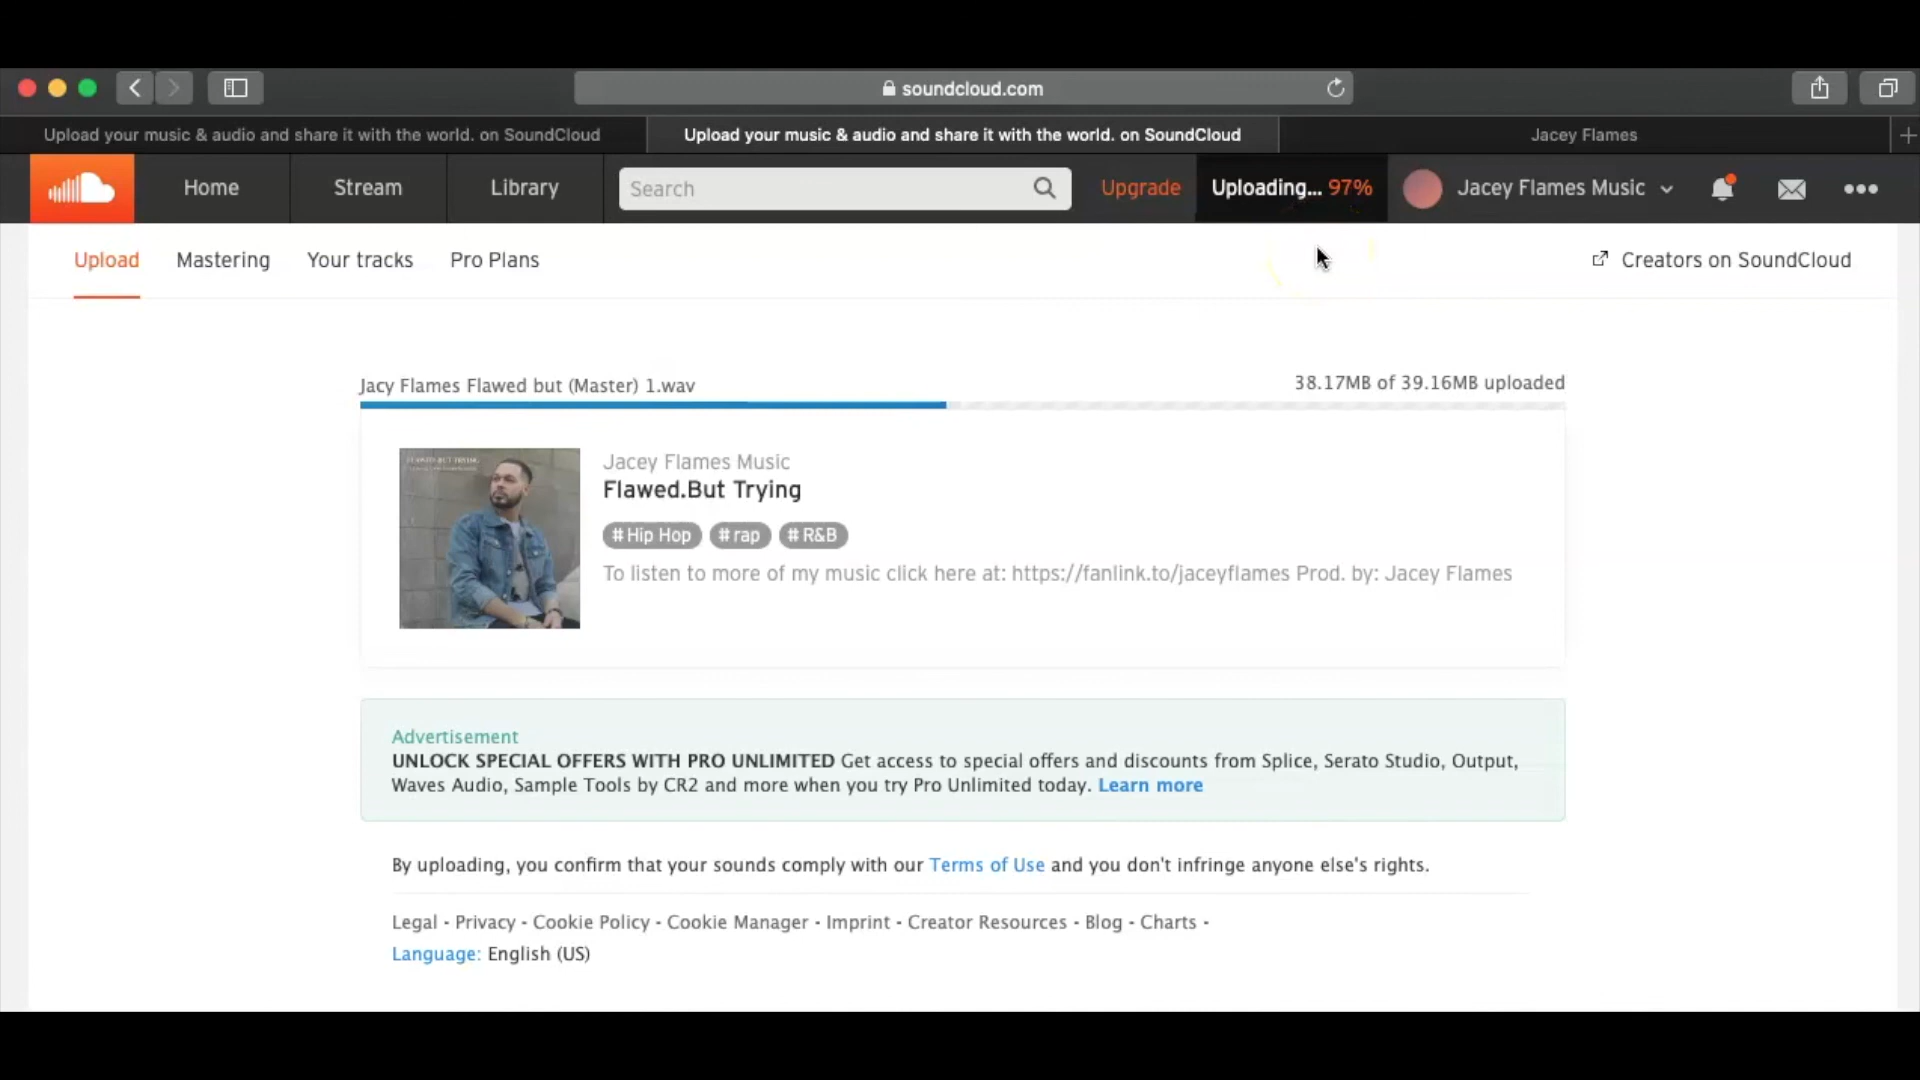 soundcloud.com
Upload your music & audio and share it with the world. on SoundCloud
Upload your music & audio and share it with the world. on SoundCloud
Jacey Flames
Home
Stream
Library
Search
Upgrade
Uploading... 97%
Jacey Flames Music
Upload
Mastering
Your tracks
Pro Plans
Creators on SoundCloud
Jacy Flames Flawed but (Master) 1.wav
38.17MB of 39.16MB uploaded
FLAWED BUT TRYING
Jacey Flames Music
Flawed.But Trying
# Hip Hop # rap # R&B
To listen to more of my music click here at: https://fanlink.to/jaceyflames Prod. by: Jacey Flames
Advertisement
UNLOCK SPECIAL OFFERS WITH PRO UNLIMITED Get access to special offers and discounts from Splice, Serato Studio, Output,
Waves Audio, Sample Tools by CR2 and more when you try Pro Unlimited today. Learn more
By uploading, you confirm that your sounds comply with our Terms of Use and you don't infringe anyone else's rights.
Legal - Privacy - Cookie Policy - Cookie Manager - Imprint - Creator Resources - Blog - Charts -
Language: English (US)